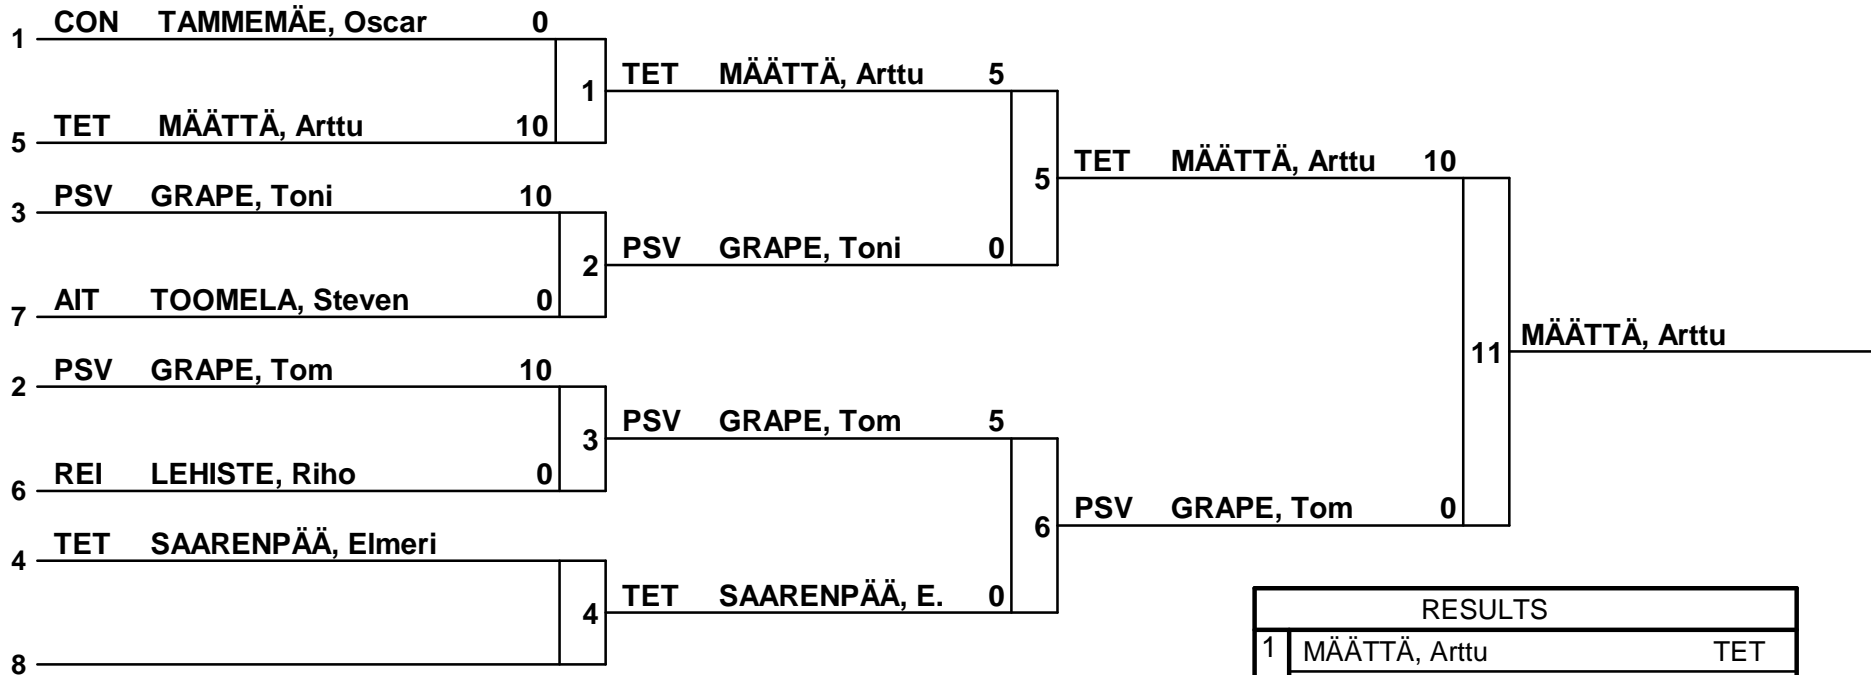 1 CON TAMMEMÄE, Oscar 0
1 TET MÄÄTTÄ, Arttu 5
5 TET MÄÄTTÄ, Arttu 10
5 TET MÄÄTTÄ, Arttu 10
3 PSV GRAPE, Toni 10
2 PSV GRAPE, Toni 0
7 AIT TOOMELA, Steven 0
11 MÄÄTTÄ, Arttu
2 PSV GRAPE, Tom 10
3 PSV GRAPE, Tom 5
6 REI LEHISTE, Riho 0
6 PSV GRAPE, Tom 0
4 TET SAARENPÄÄ, Elmeri
4 TET SAARENPÄÄ, E. 0
8
RESULTS
1 MÄÄTTÄ, Arttu TET